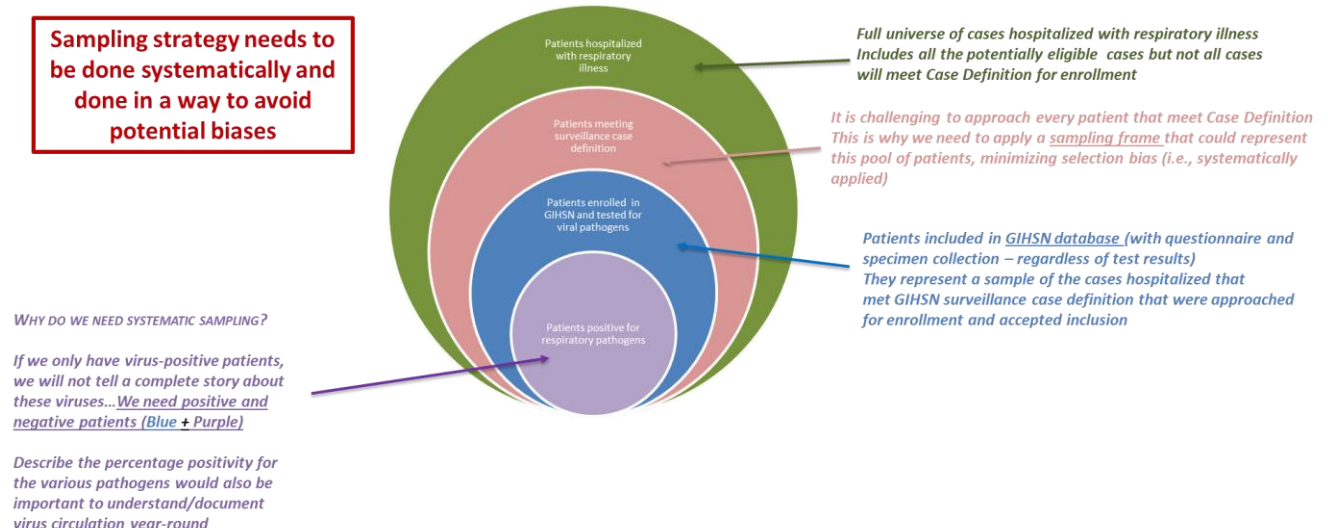 Sampling strategy needs to
be done systematically and
done in a way to avoid
potential biases
Patients hospitalized
with respiratory
illness
Patients meeting
surveillance case
definition
Patients enrolled in
GIHSN and tested for
viral pathogens
Patients positive for
respiratory pathogens
Full universe of cases hospitalized with respiratory illness
Includes all the potentially eligible cases but not all cases
will meet Case Definition for enrollment
It is challenging to approach every patient that meet Case Definition
This is why we need to apply a sampling frame that could represent
this pool of patients, minimizing selection bias (i.e., systematically
applied)
Patients included in GIHSN database (with questionnaire and
specimen collection – regardless of test results)
They represent a sample of the cases hospitalized that
met GIHSN surveillance case definition that were approached
for enrollment and accepted inclusion
WHY DO WE NEED SYSTEMATIC SAMPLING?
If we only have virus-positive patients,
we will not tell a complete story about
these viruses...We need positive and
negative patients (Blue + Purple)
Describe the percentage positivity for
the various pathogens would also be
important to understand/document
virus circulation year-round